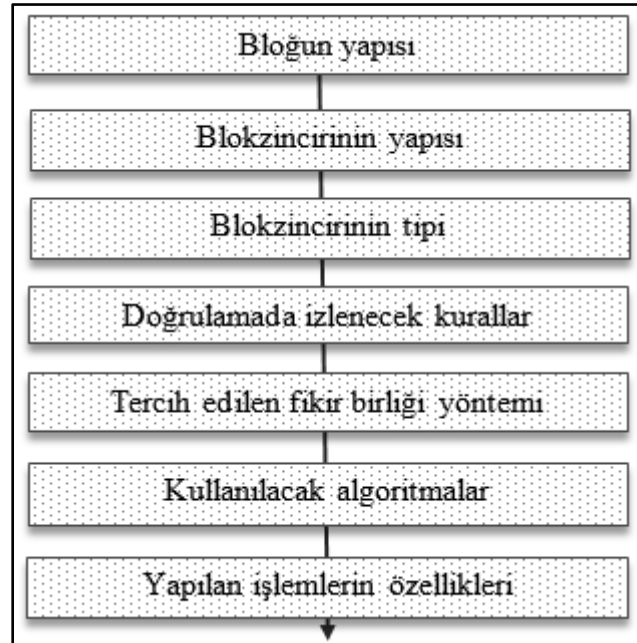 Bloğun yapısı
Blokzincirinin yapısı
Blokzincirinin tipi
Doğrulamada izlenecek kurallar
Tercih edilen fikir birliği yöntemi
Kullanılacak algoritmalar
Yapılan işlemlerin özellikleri